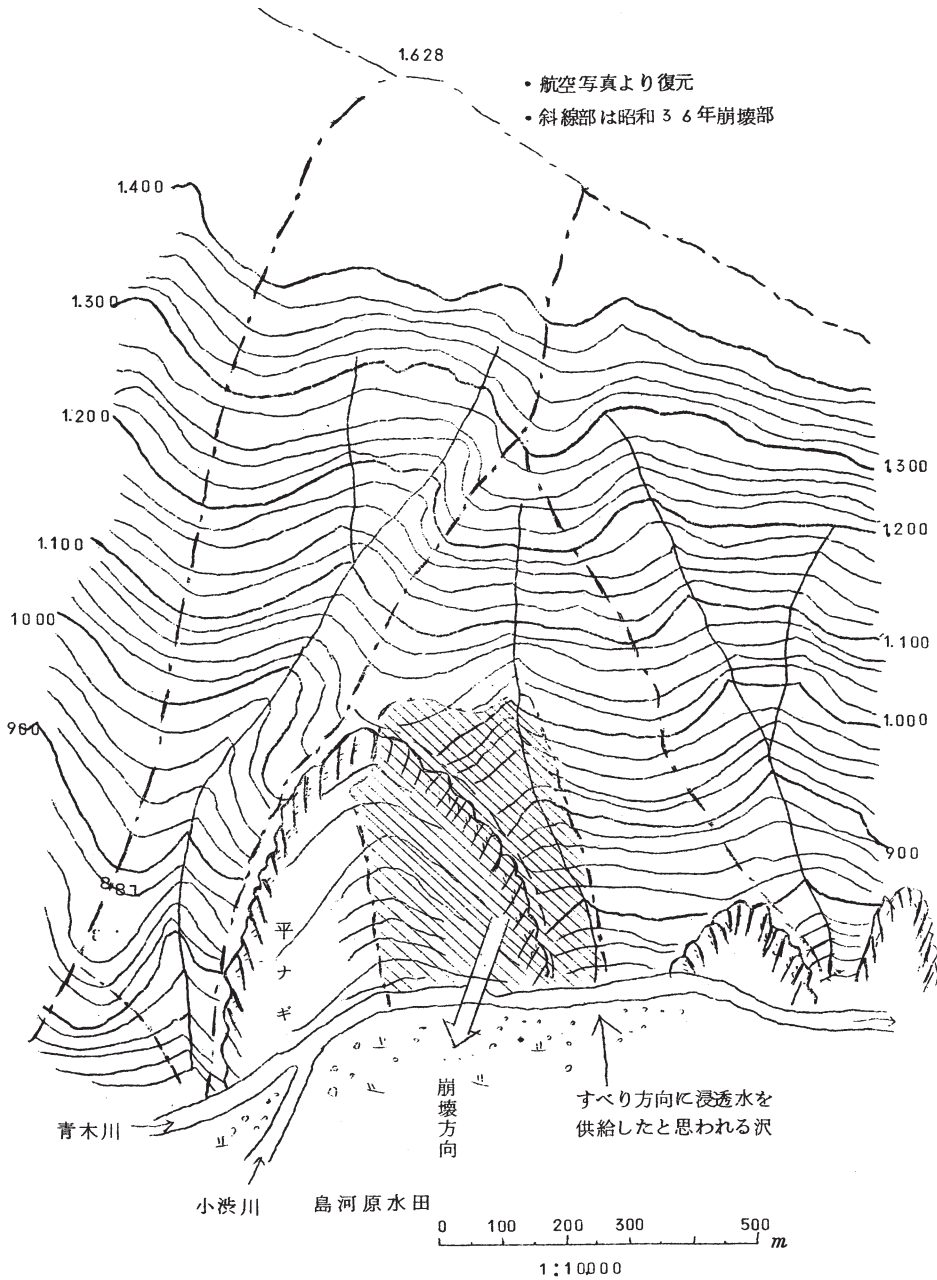 1.628
・航空写真より復元
・斜線部は昭和36年崩壊部
1.400
1.300
1.200
1.100
1000
900
1.300
1.200
1.100
1.000
900
平ナギ
崩壊方向
すべり方向に浸透水を
供給したと思われる沢
青木川
小渋川
島河原水田
0 100 200 300 500 m
1:10000